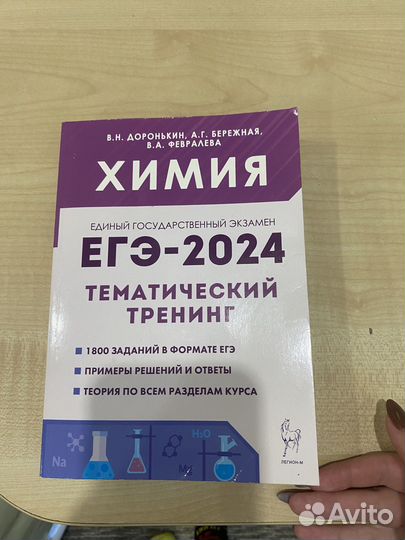 В.Н. ДОРОНЬКИН, А.Г. БЕРЕЖНАЯ,
В.А. ФЕВРАЛЕВА
ХИМИЯ
ЕДИНЫЙ ГОСУДАРСТВЕННЫЙ ЭКЗАМЕН
ЕГЭ-2024
ТЕМАТИЧЕСКИЙ
ТРЕНИНГ
1800 ЗАДАНИЙ В ФОРМАТЕ ЕГЭ
ПРИМЕРЫ РЕШЕНИЙ И ОТВЕТЫ
ТЕОРИЯ ПО ВСЕМ РАЗДЕЛАМ КУРСА
H₂O
Na
ЛЕГИОН-М
Avito